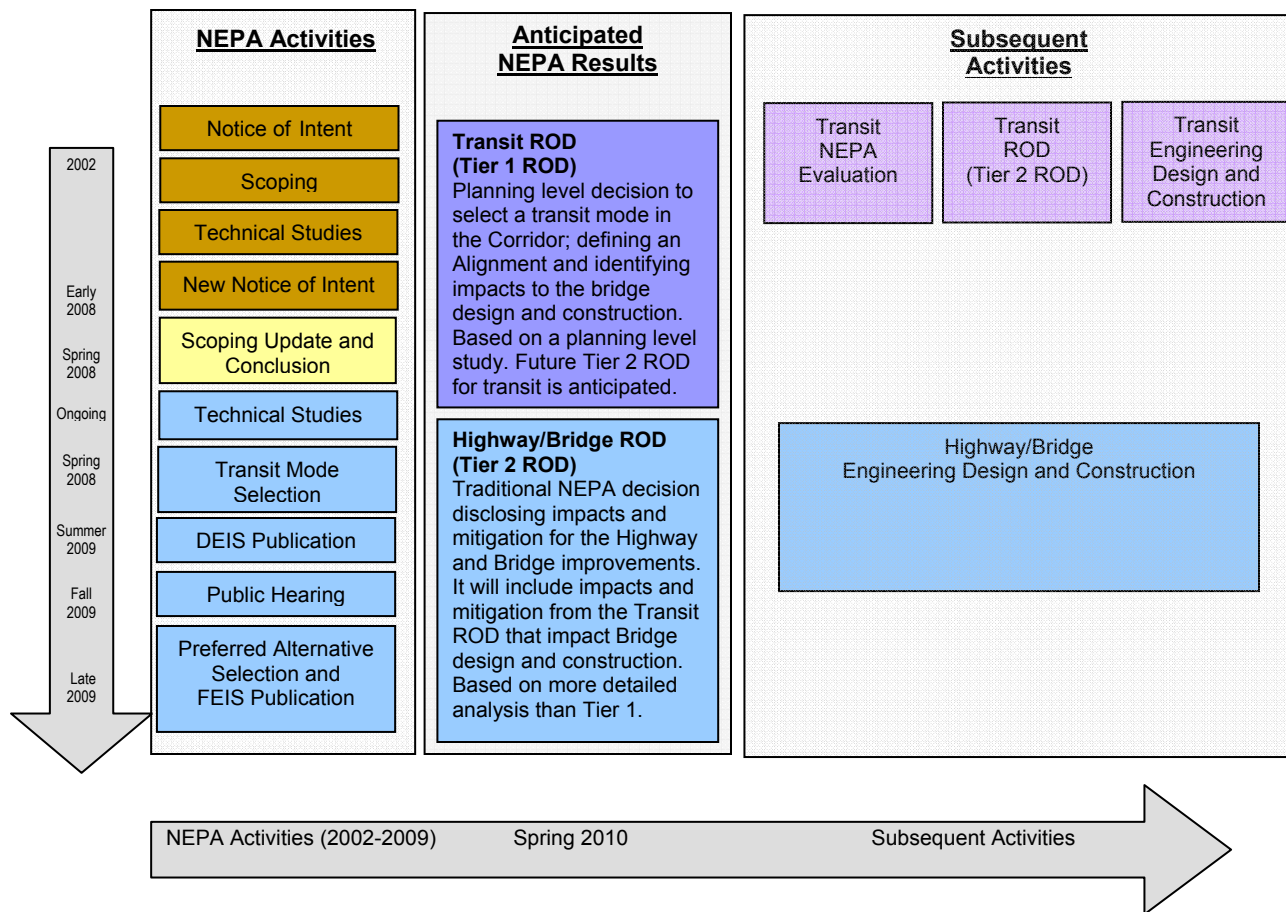 NEPA Activities
Notice of Intent
Scoping
Technical Studies
New Notice of Intent
Scoping Update and
Conclusion
Technical Studies
Transit Mode
Selection
DEIS Publication
Public Hearing
Preferred Alternative
Selection and
FEIS Publication
2002
Early
2008
Spring
2008
Ongoing
Spring
2008
Summer
2009
Fall
2009
Late
2009
Anticipated
NEPA Results
Transit ROD
(Tier 1 ROD)
Planning level decision to
select a transit mode in
the Corridor; defining an
Alignment and identifying
impacts to the bridge
design and construction.
Based on a planning level
study. Future Tier 2 ROD
for transit is anticipated.
Highway/Bridge ROD
(Tier 2 ROD)
Traditional NEPA decision
disclosing impacts and
mitigation for the Highway
and Bridge improvements.
It will include impacts and
mitigation from the Transit
ROD that impact Bridge
design and construction.
Based on more detailed
analysis than Tier 1.
Subsequent
Activities
Transit
NEPA
Evaluation
Transit
ROD
(Tier 2 ROD)
Transit
Engineering
Design and
Construction
Highway/Bridge
Engineering Design and Construction
NEPA Activities (2002-2009) Spring 2010 Subsequent Activities